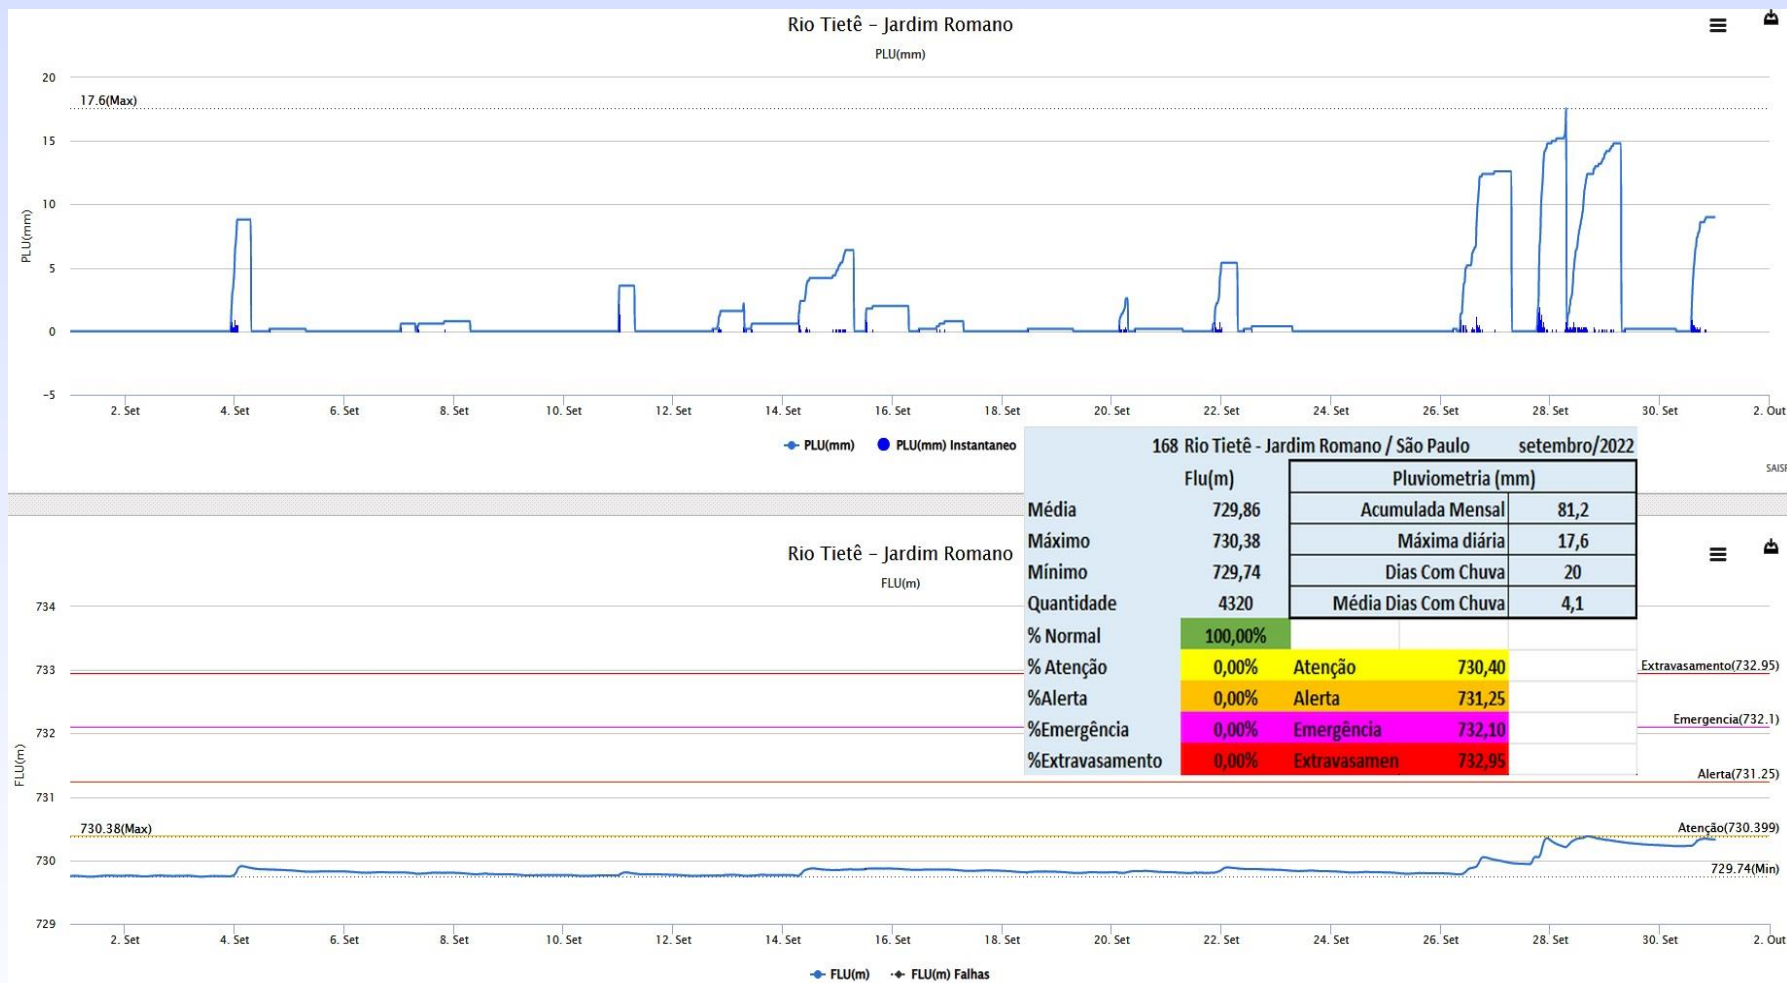 Rio Tietê – Jardim Romano
PLU(mm)
20
17.6(Max)
15
10
5
0
−5
PLU(mm)
2. Set 4. Set 6. Set 8. Set 10. Set 12. Set 14. Set 16. Set 18. Set 20. Set 22. Set 24. Set 26. Set 28. Set 30. Set 2. Out
PLU(mm) PLU(mm) Instantaneo
168 Rio Tietê - Jardim Romano / São Paulo setembro/2022
Flu(m) Pluviometria (mm)
Média 729,86 Acumulada Mensal 81,2
Máximo 730,38 Máxima diária 17,6
Mínimo 729,74 Dias Com Chuva 20
Quantidade 4320 Média Dias Com Chuva 4,1
% Normal 100,00%
% Atenção 0,00% Atenção 730,40
%Alerta 0,00% Alerta 731,25
%Emergência 0,00% Emergência 732,10
%Extravasamento 0,00% Extravasamen 732,95
Rio Tietê – Jardim Romano
FLU(m)
734
733
732
731
730
729
FLU(m)
Extravasamento(732.95)
Emergencia(732.1)
Alerta(731.25)
730.38(Max) Atenção(730.399)
729.74(Min)
2. Set 4. Set 6. Set 8. Set 10. Set 12. Set 14. Set 16. Set 18. Set 20. Set 22. Set 24. Set 26. Set 28. Set 30. Set 2. Out
FLU(m) FLU(m) Falhas